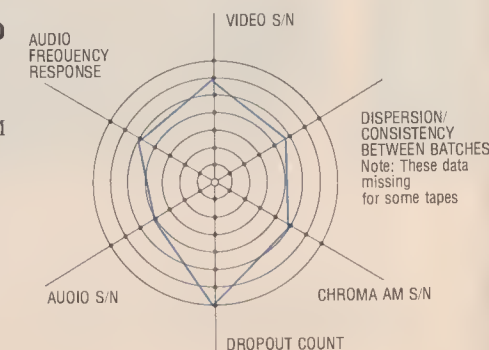 VIDEO S/N
AUDIO
FREQUENCY
RESPONSE
DISPERSION/
CONSISTENCY
BETWEEN BATCHES
Note: These data
missing
for some tapes
AUDIO S/N
CHROMA AM S/N
DROPOUT COUNT